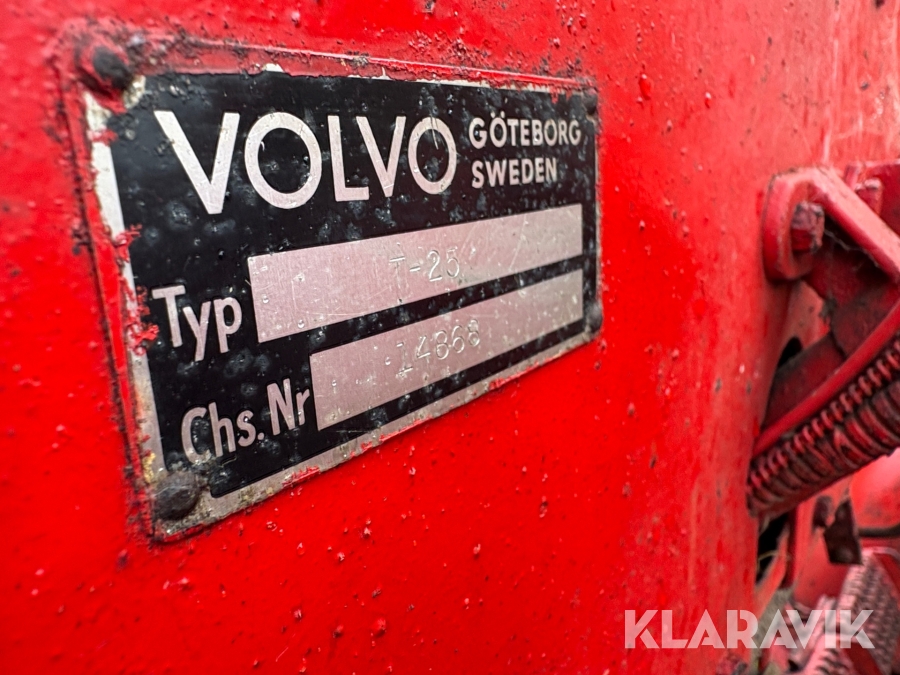 VOLVO GÖTEBORG
SWEDEN
Typ T-25
Chs. Nr 14868
KLARAVIK